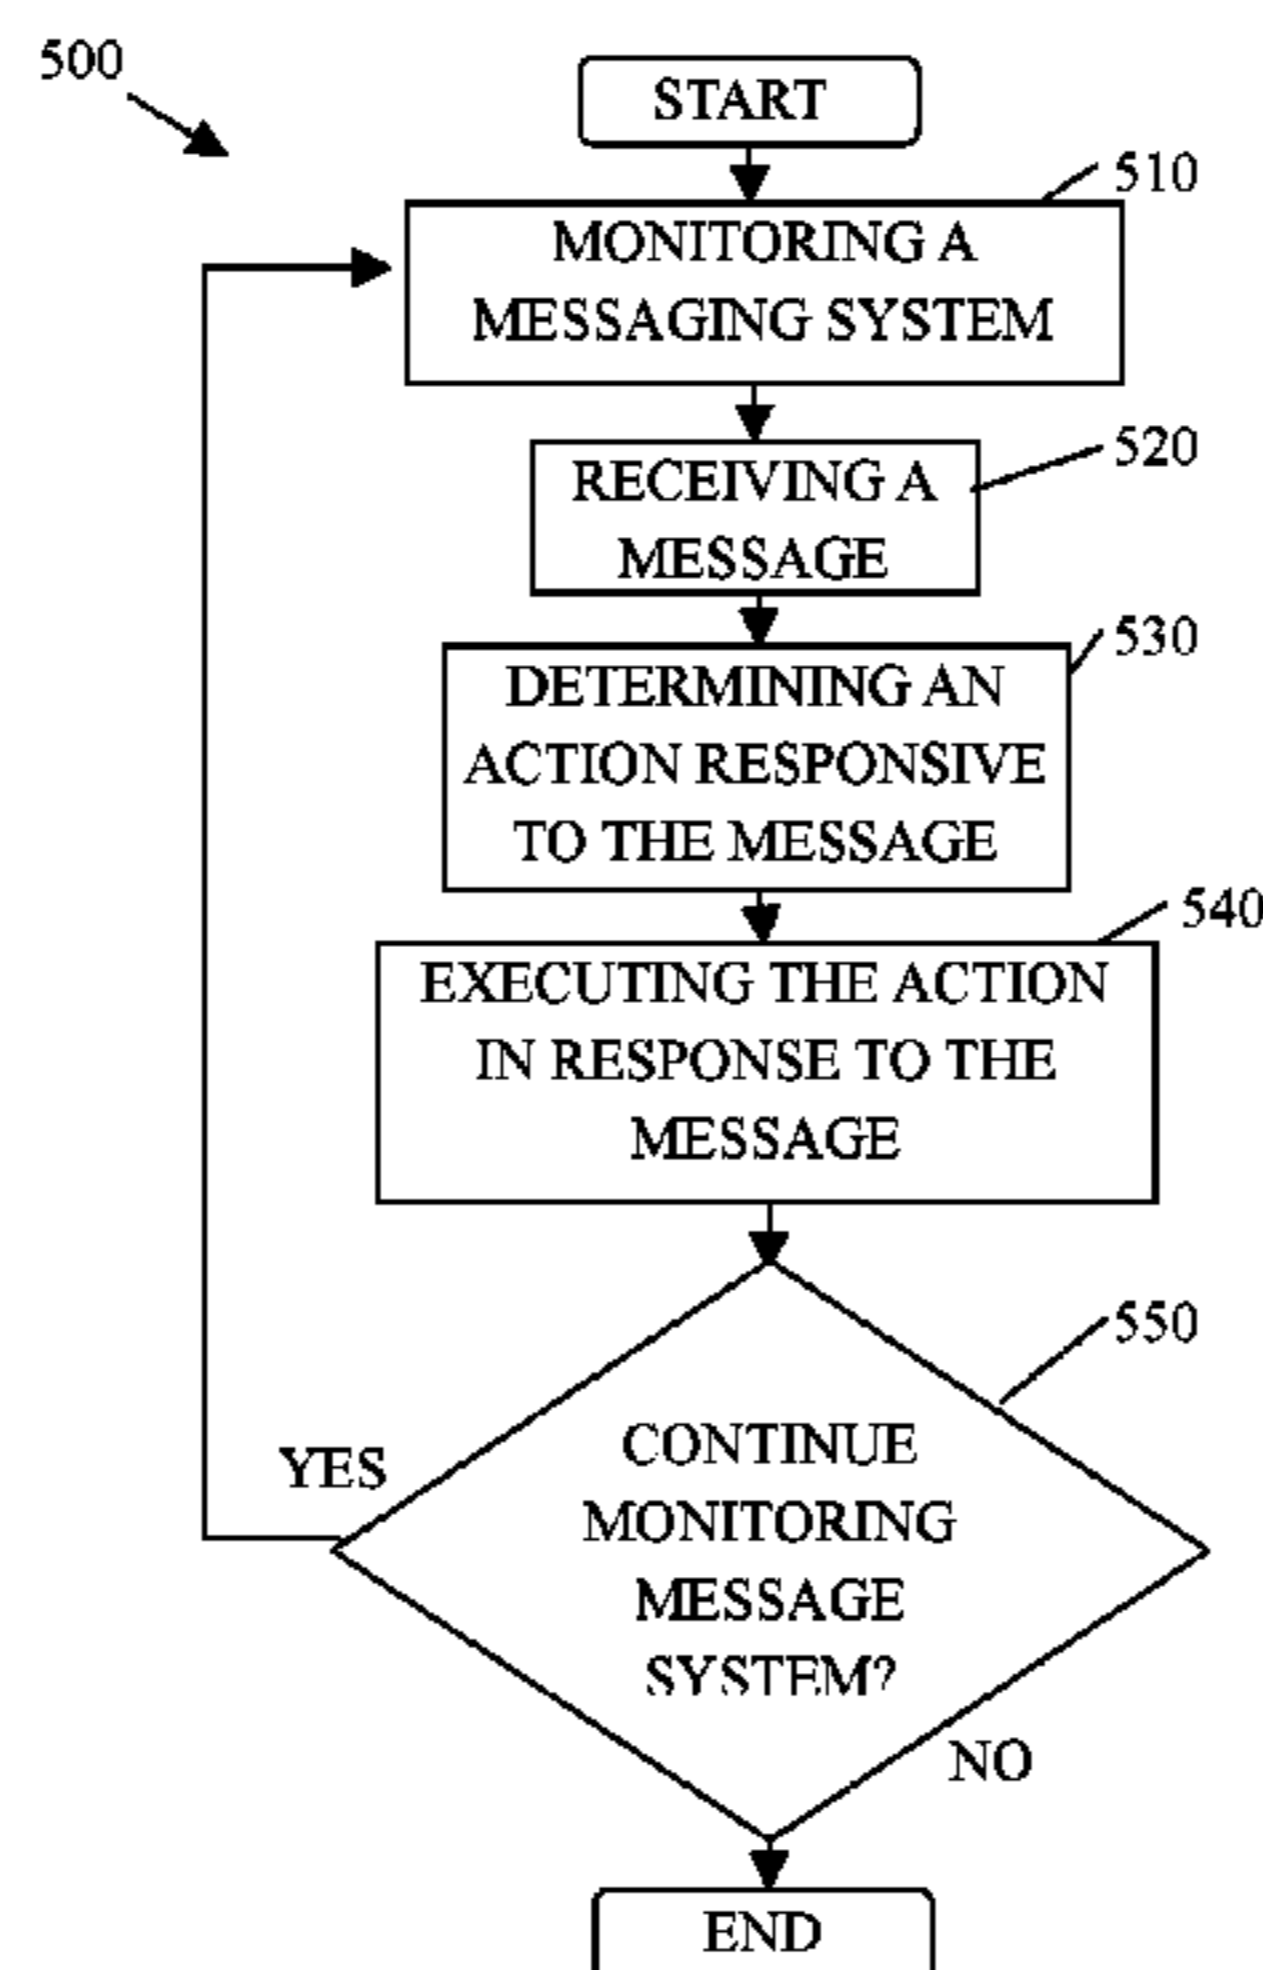 500
START
510
MONITORING A
MESSAGING SYSTEM
520
RECEIVING A
MESSAGE
530
DETERMINING AN
ACTION RESPONSIVE
TO THE MESSAGE
540
EXECUTING THE ACTION
IN RESPONSE TO THE
MESSAGE
550
CONTINUE
MONITORING
MESSAGE
SYSTEM?
YES
NO
END